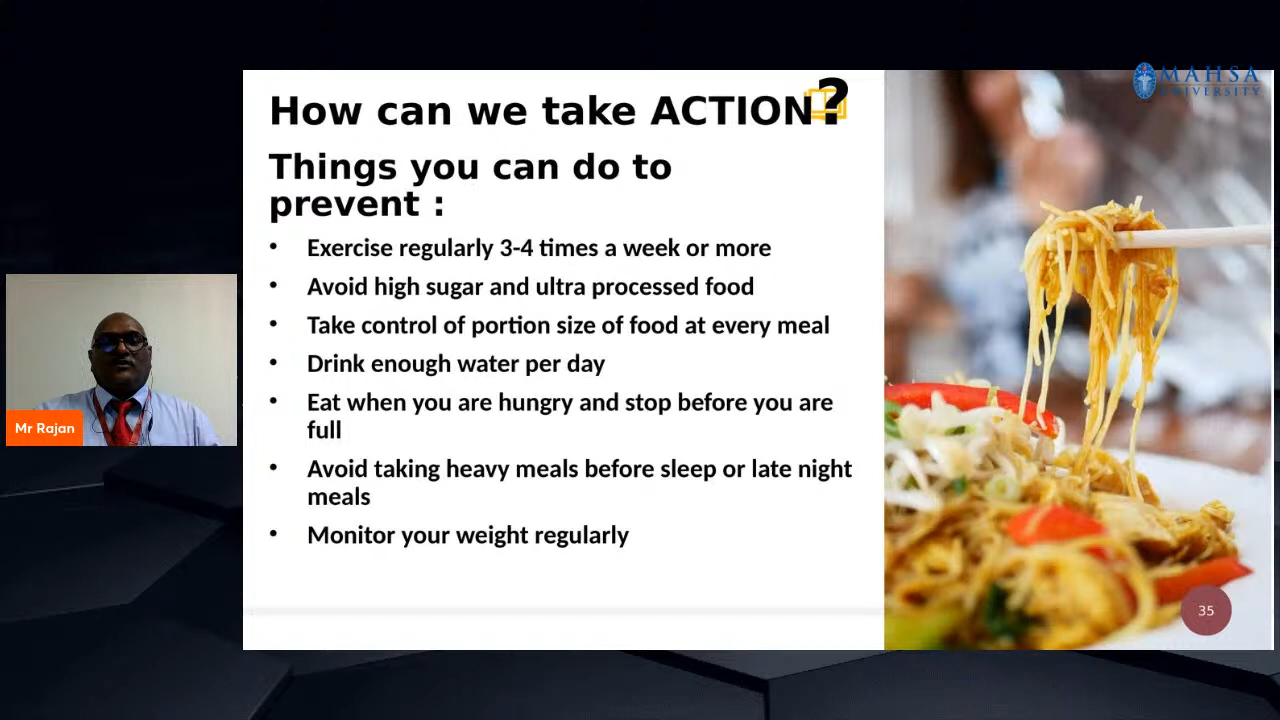 MAHSA
UNIVERSITY
How can we take ACTION?
Things you can do to
prevent :
• Exercise regularly 3-4 times a week or more
• Avoid high sugar and ultra processed food
• Take control of portion size of food at every meal
• Drink enough water per day
• Eat when you are hungry and stop before you are
full
• Avoid taking heavy meals before sleep or late night
meals
• Monitor your weight regularly
Mr Rajan
35